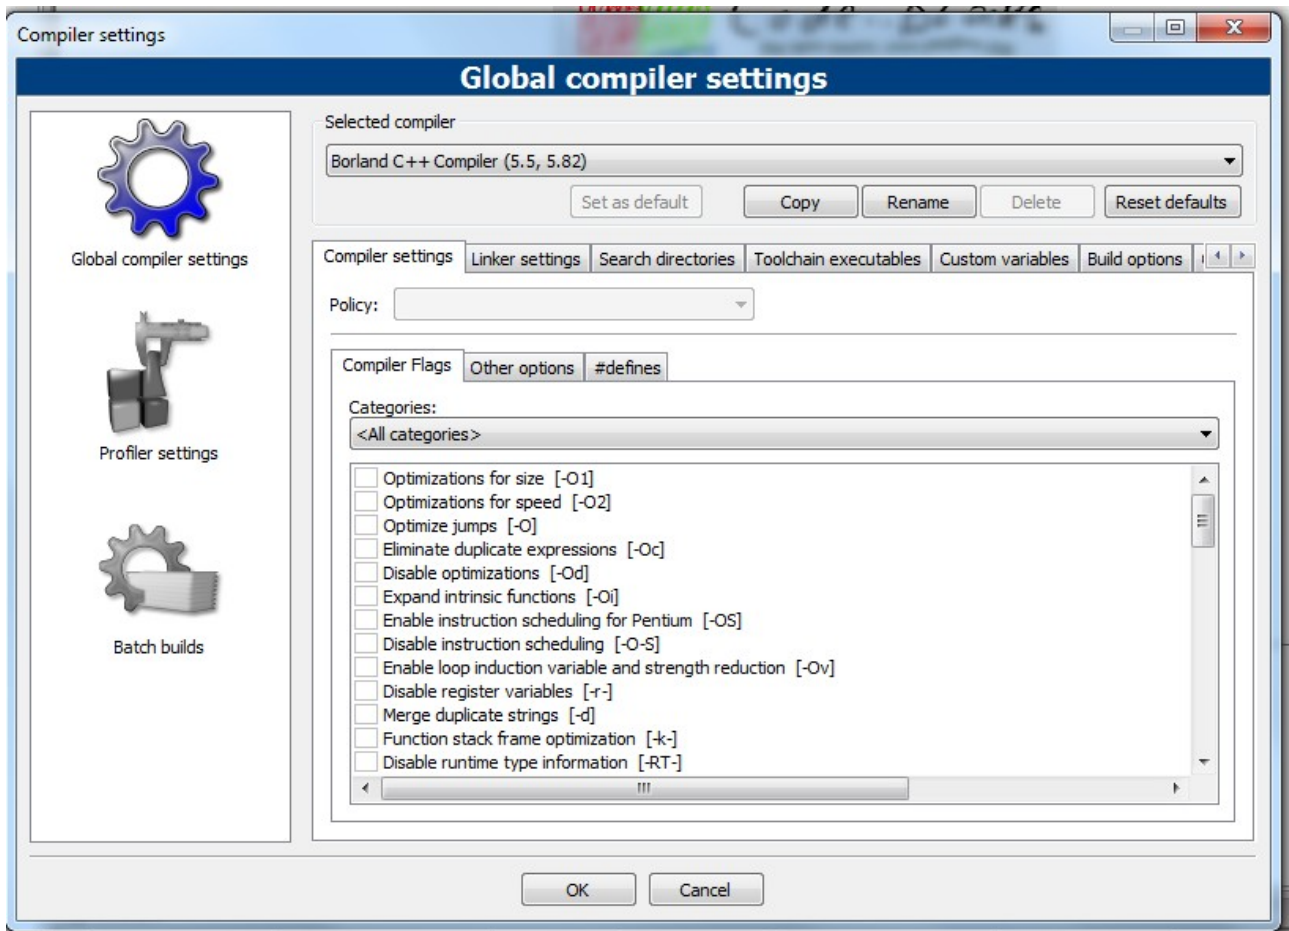 Compiler settings
Global compiler settings
Selected compiler
Borland C++ Compiler (5.5, 5.82)
Set as default
Copy
Rename
Delete
Reset defaults
Global compiler settings
Compiler settings
Linker settings
Search directories
Toolchain executables
Custom variables
Build options
Policy:
Compiler Flags
Other options
#defines
Categories:
<All categories>
Optimizations for size [-O1]
Optimizations for speed [-O2]
Optimize jumps [-O]
Eliminate duplicate expressions [-Oc]
Disable optimizations [-Od]
Expand intrinsic functions [-Oi]
Enable instruction scheduling for Pentium [-OS]
Disable instruction scheduling [-O-S]
Enable loop induction variable and strength reduction [-Ov]
Disable register variables [-r-]
Merge duplicate strings [-d]
Function stack frame optimization [-k-]
Disable runtime type information [-RT-]
Profiler settings
Batch builds
OK
Cancel